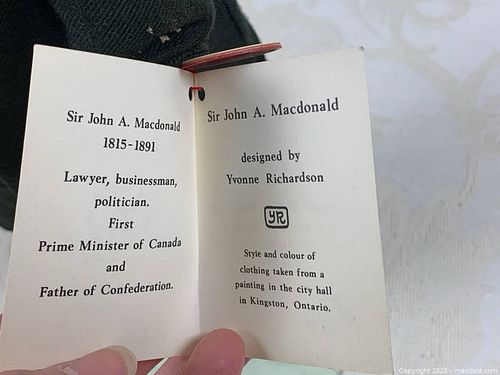 Sir John A. Macdonald
1815-1891
Lawyer, businessman,
politician.
First
Prime Minister of Canada
and
Father of Confederation.
Sir John A. Macdonald
designed by
Yvonne Richardson
YR
Style and colour of
clothing taken from a
painting in the city hall
in Kingston, Ontario.
Copyright 2025 - maxsold.com